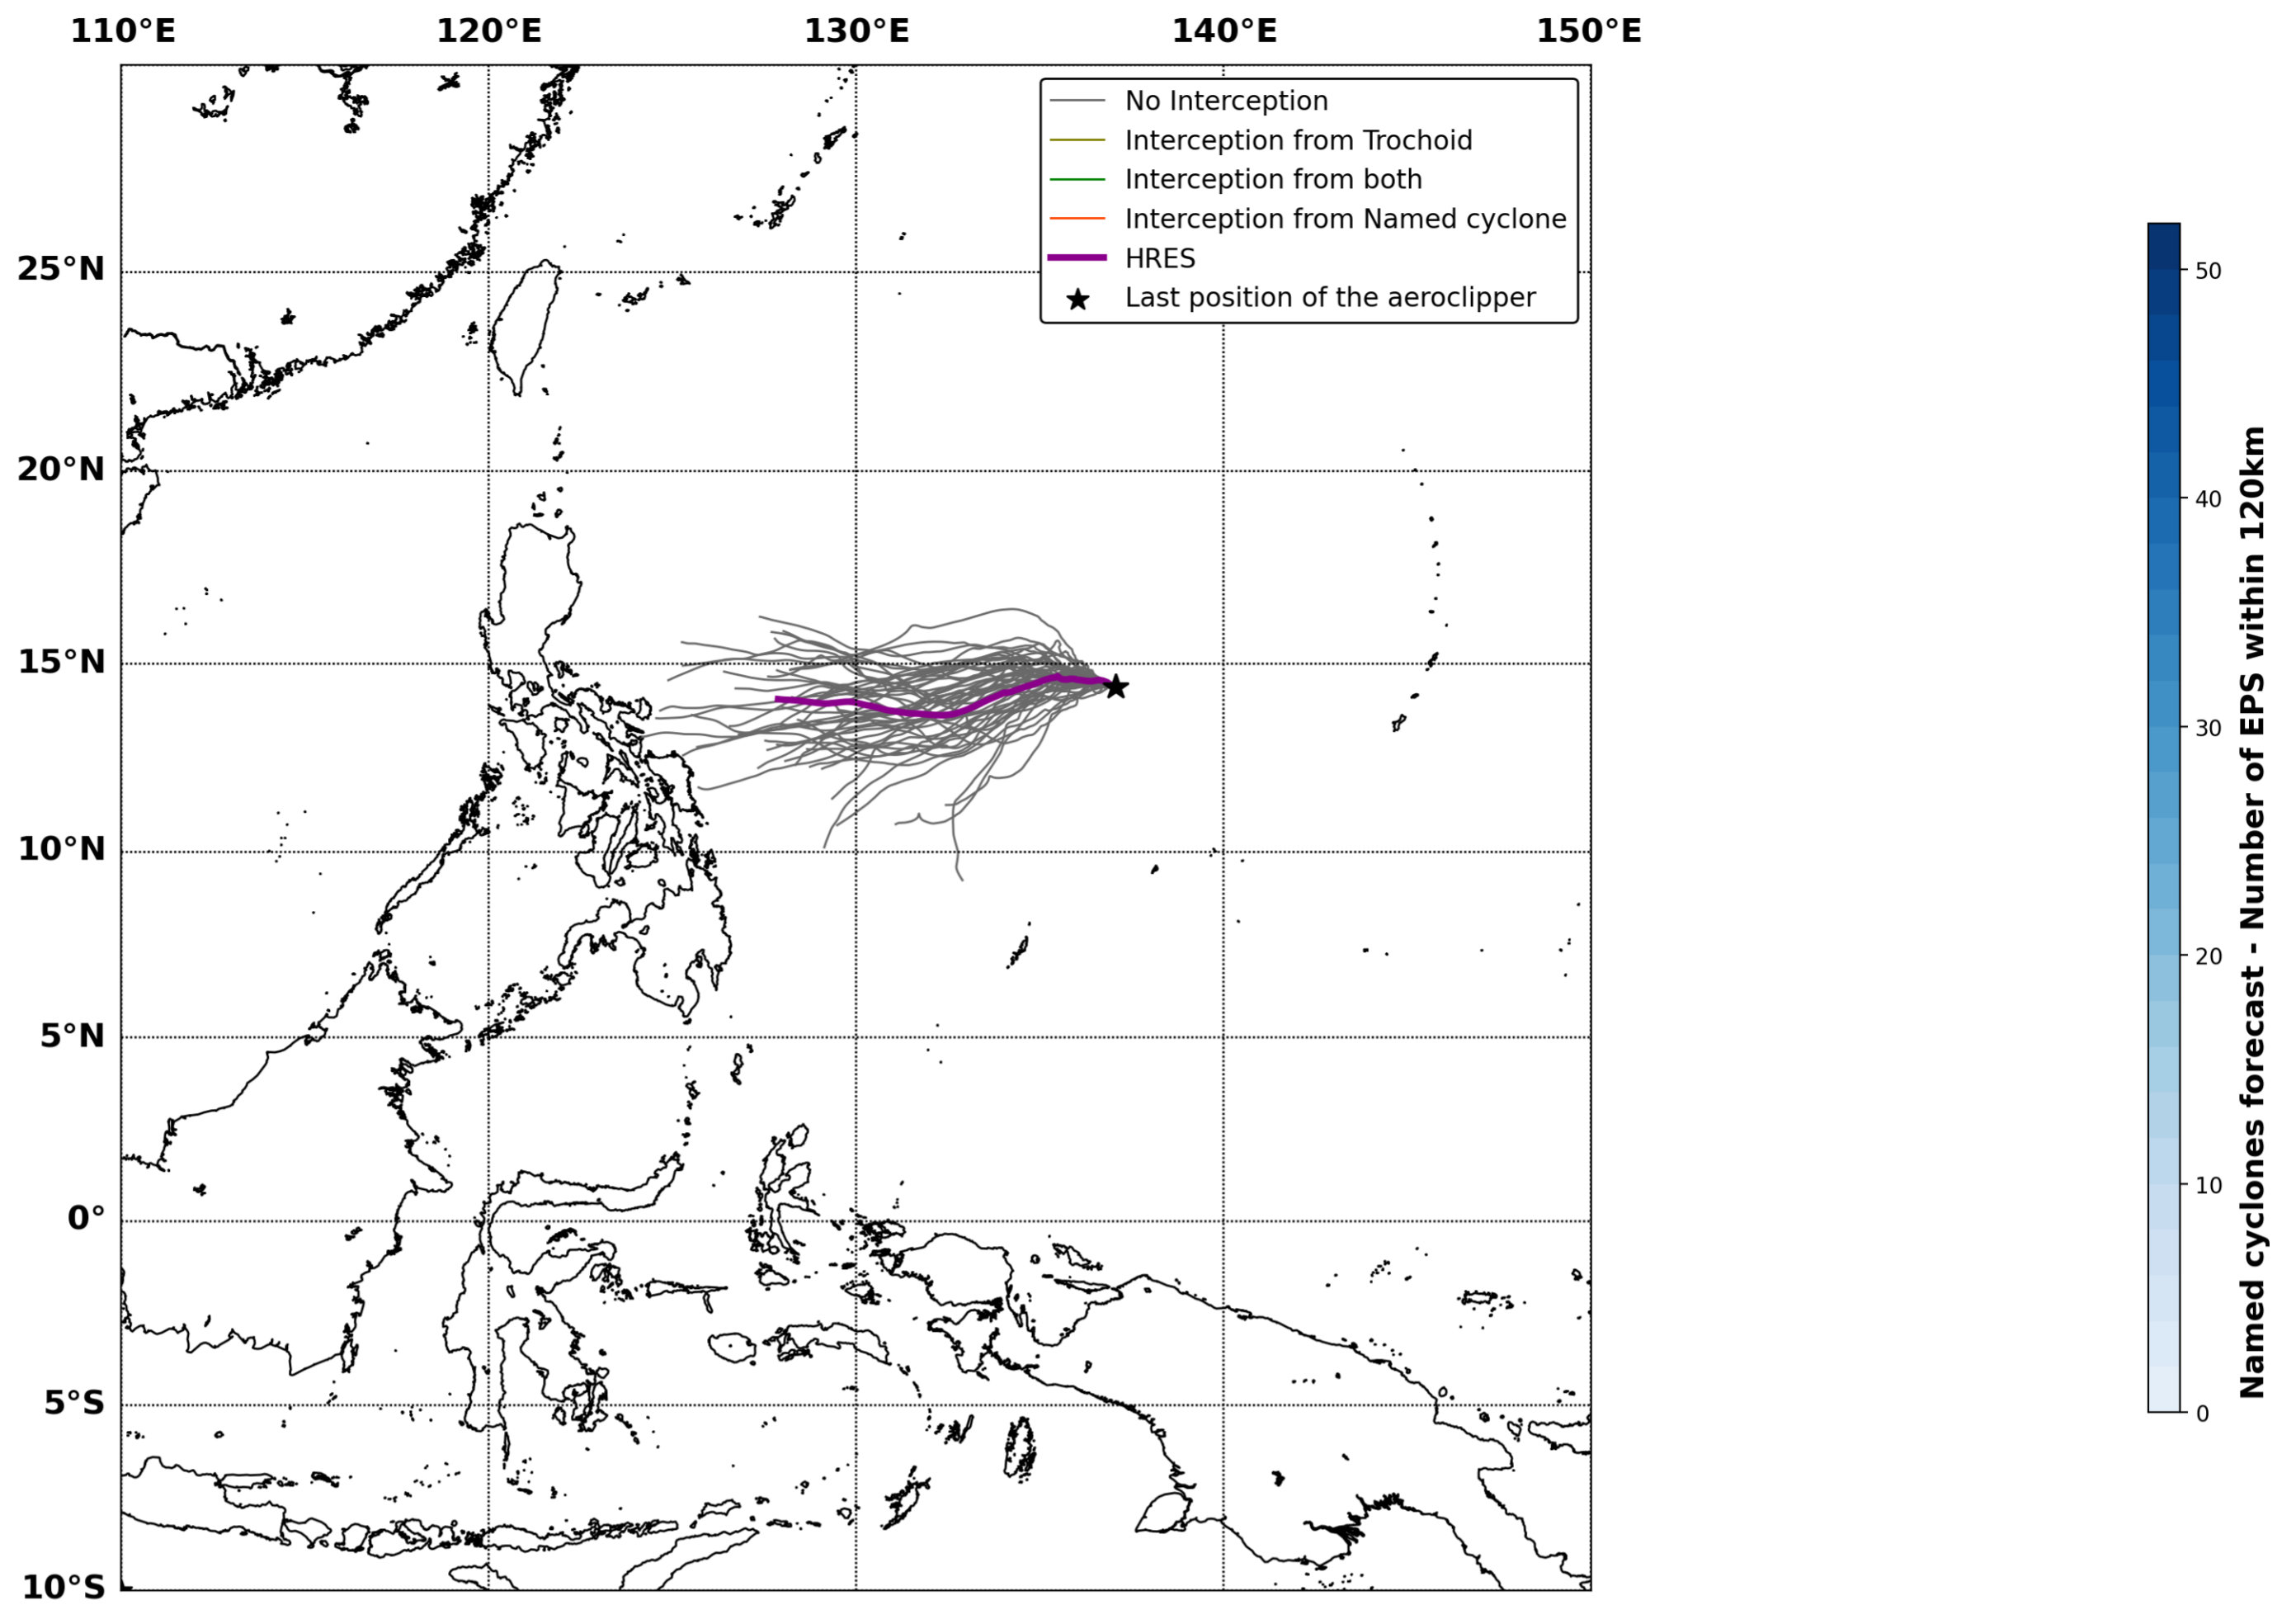 110°E 120°E 130°E 140°E 150°E
No Interception
Interception from Trochoid
Interception from both
Interception from Named cyclone
HRES
Last position of the aeroclipper
25°N
20°N
15°N
10°N
5°N
0°
5°S
10°S
50
40
30
20
10
0
Named cyclones forecast - Number of EPS within 120km